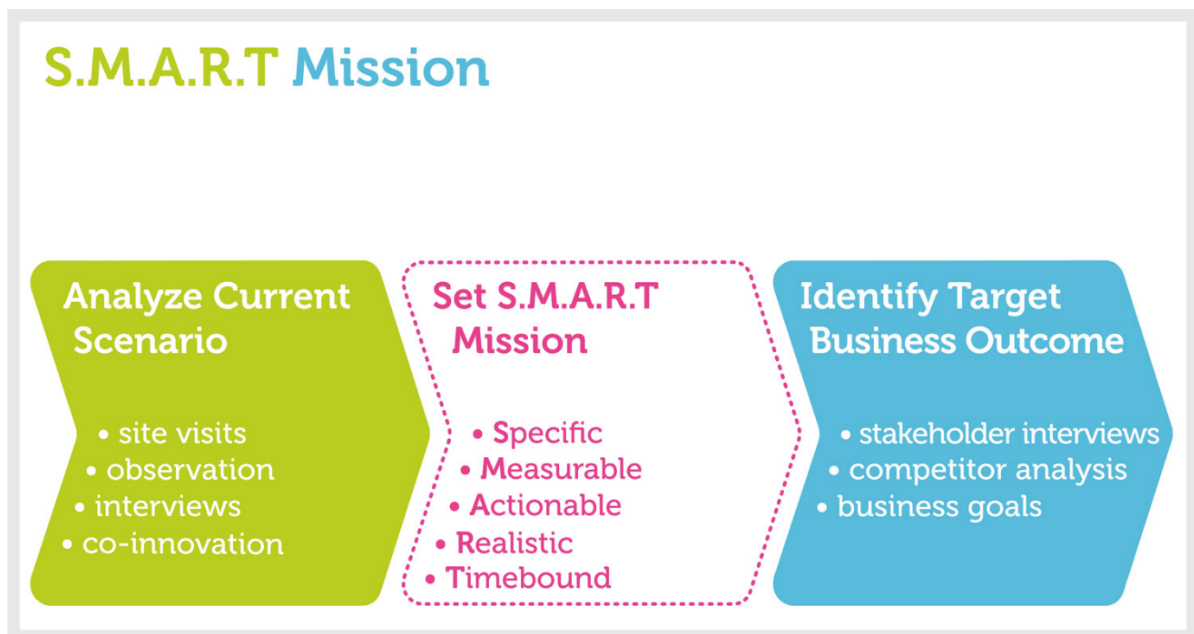 S.M.A.R.T Mission
Analyze Current
Scenario
• site visits
• observation
• interviews
• co-innovation
Set S.M.A.R.T
Mission
• Specific
• Measurable
• Actionable
• Realistic
• Timebound
Identify Target
Business Outcome
• stakeholder interviews
• competitor analysis
• business goals